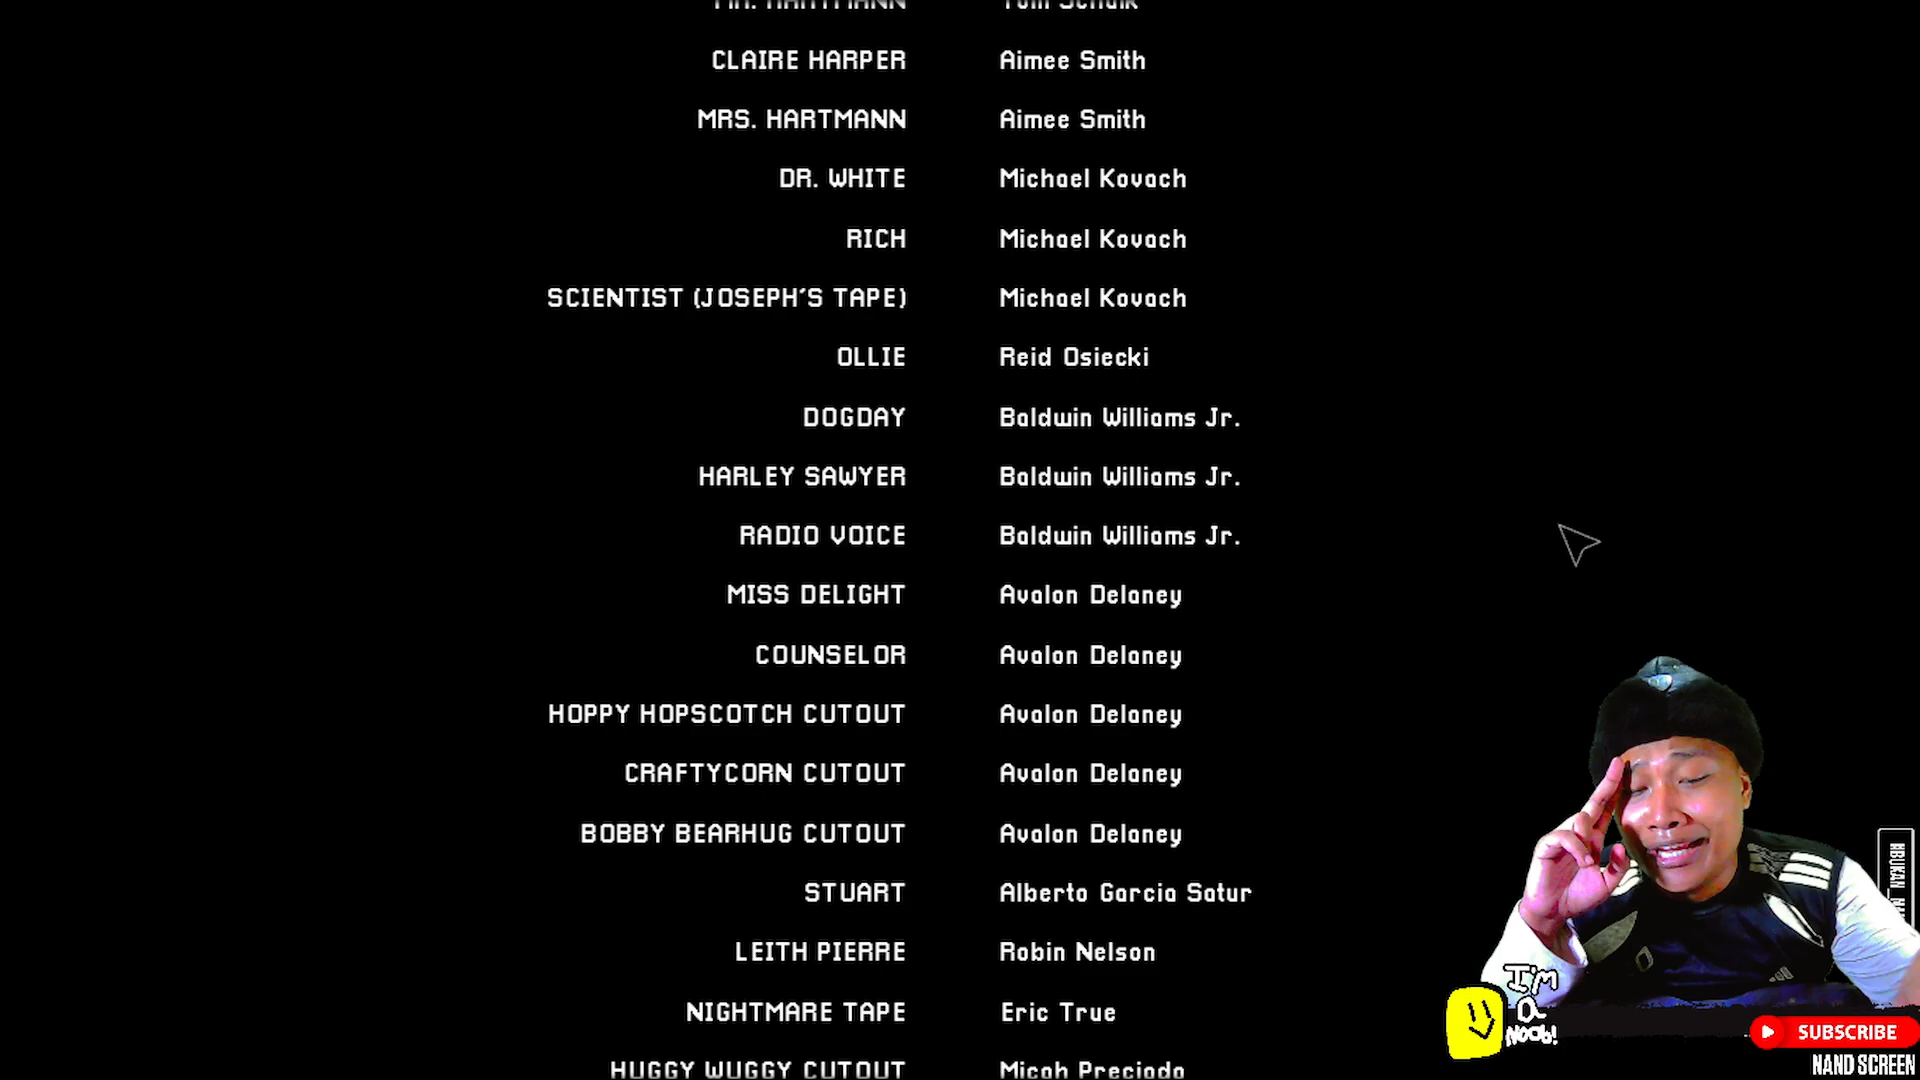 MR. HARTMANN Tom Schalk
CLAIRE HARPER Aimee Smith
MRS. HARTMANN Aimee Smith
DR. WHITE Michael Kovach
RICH Michael Kovach
SCIENTIST (JOSEPH'S TAPE) Michael Kovach
OLLIE Reid Osiecki
DOGDAY Baldwin Williams Jr.
HARLEY SAWYER Baldwin Williams Jr.
RADIO VOICE Baldwin Williams Jr.
MISS DELIGHT Avalon Delaney
COUNSELOR Avalon Delaney
HOPPY HOPSCOTCH CUTOUT Avalon Delaney
CRAFTYCORN CUTOUT Avalon Delaney
BOBBY BEARHUG CUTOUT Avalon Delaney
STUART Alberto Garcia Satur
LEITH PIERRE Robin Nelson
NIGHTMARE TAPE Eric True
HUGGY WUGGY CUTOUT Micah Preciado
I'm
a
Noob!
SUBSCRIBE
NAND SCREEN